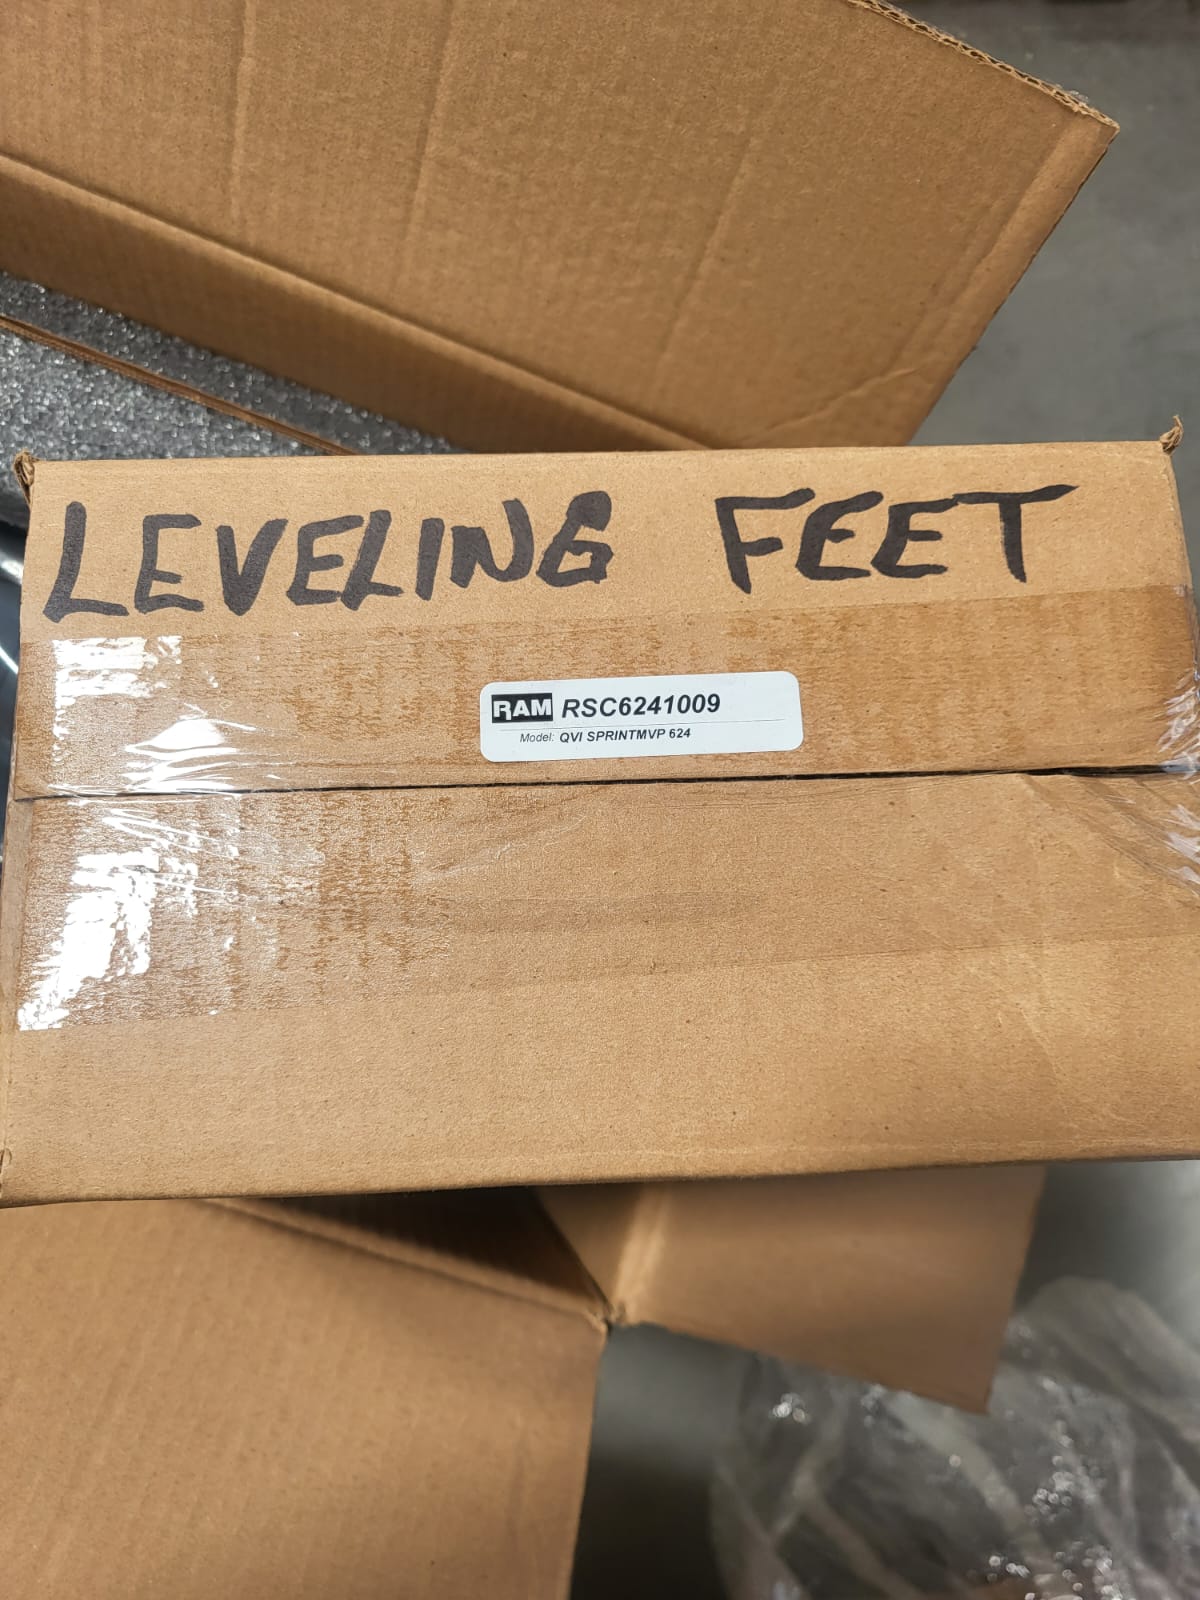 LEVELING FEET
RAM RSC6241009
Model: QVI SPRINTMVP 624